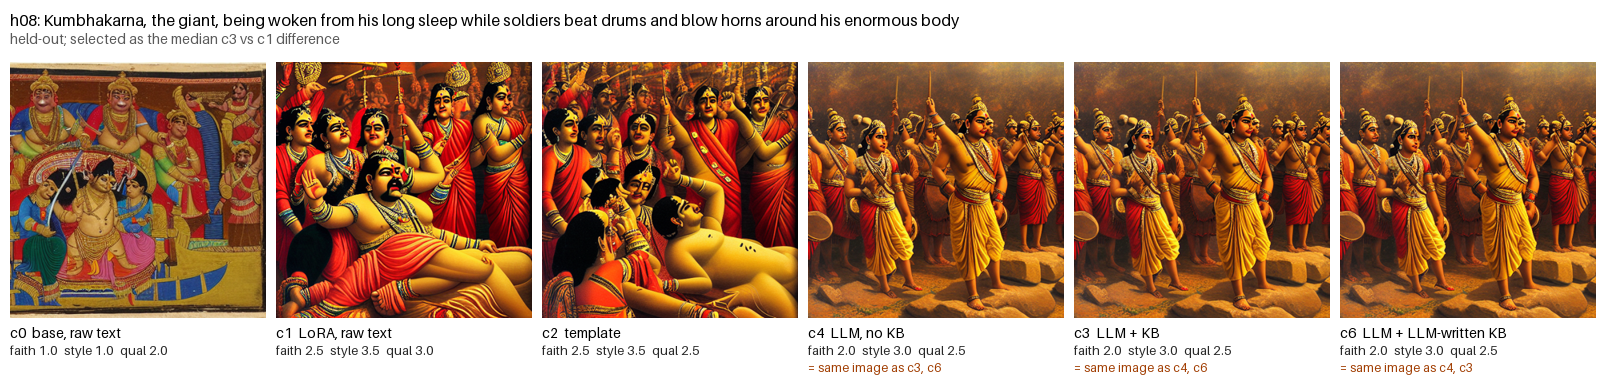 h08: Kumbhakarna, the giant, being woken from his long sleep while soldiers beat drums and blow horns around his enormous body
held-out; selected as the median c3 vs c1 difference
c0 base, raw text
faith 1.0 style 1.0 qual 2.0
c1 LoRA, raw text
faith 2.5 style 3.5 qual 3.0
c2 template
faith 2.5 style 3.5 qual 2.5
c4 LLM, no KB
faith 2.0 style 3.0 qual 2.5
= same image as c3, c6
c3 LLM + KB
faith 2.0 style 3.0 qual 2.5
= same image as c4, c6
c6 LLM + LLM-written KB
faith 2.0 style 3.0 qual 2.5
= same image as c4, c3